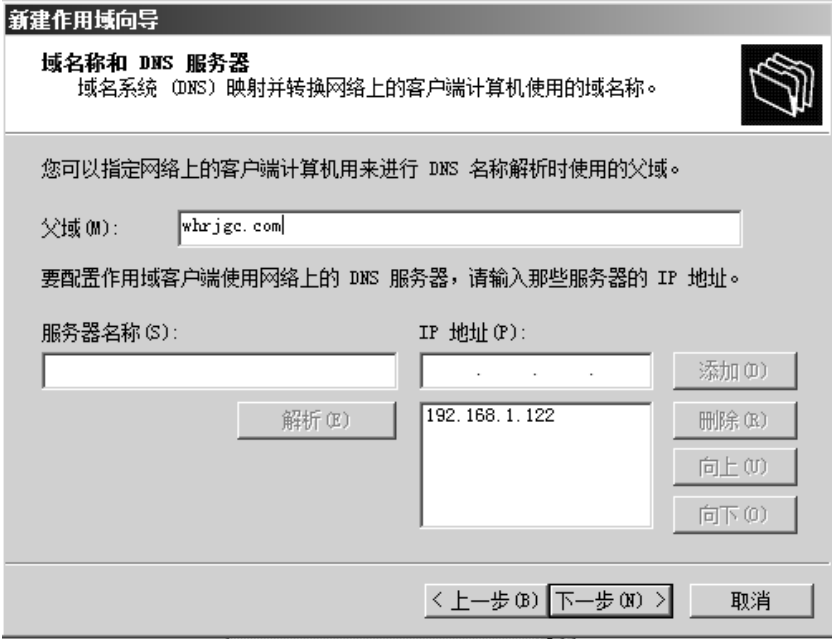 新建作用域向导
域名称和 DNS 服务器
域名系统 (DNS) 映射并转换网络上的客户端计算机使用的域名称。
您可以指定网络上的客户端计算机用来进行 DNS 名称解析时使用的父域。
父域(M): whrjgc.com
要配置作用域客户端使用网络上的 DNS 服务器，请输入那些服务器的 IP 地址。
服务器名称(S): IP 地址(P):
. . . 添加(D)
解析(E) 192.168.1.122 删除(R)
向上(U)
向下(O)
< 上一步(B) 下一步(N) > 取消